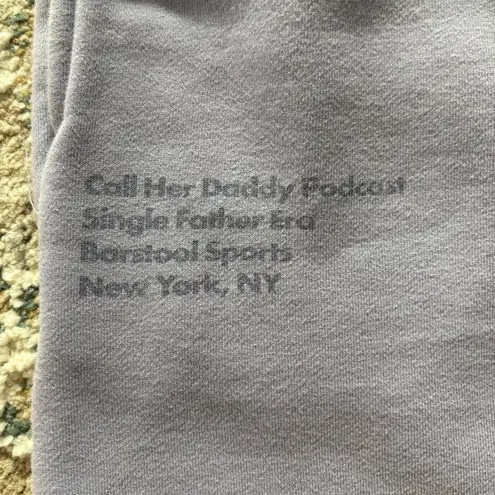 Call Her Daddy Podcast
Single Father Era
Barstool Sports
New York, NY